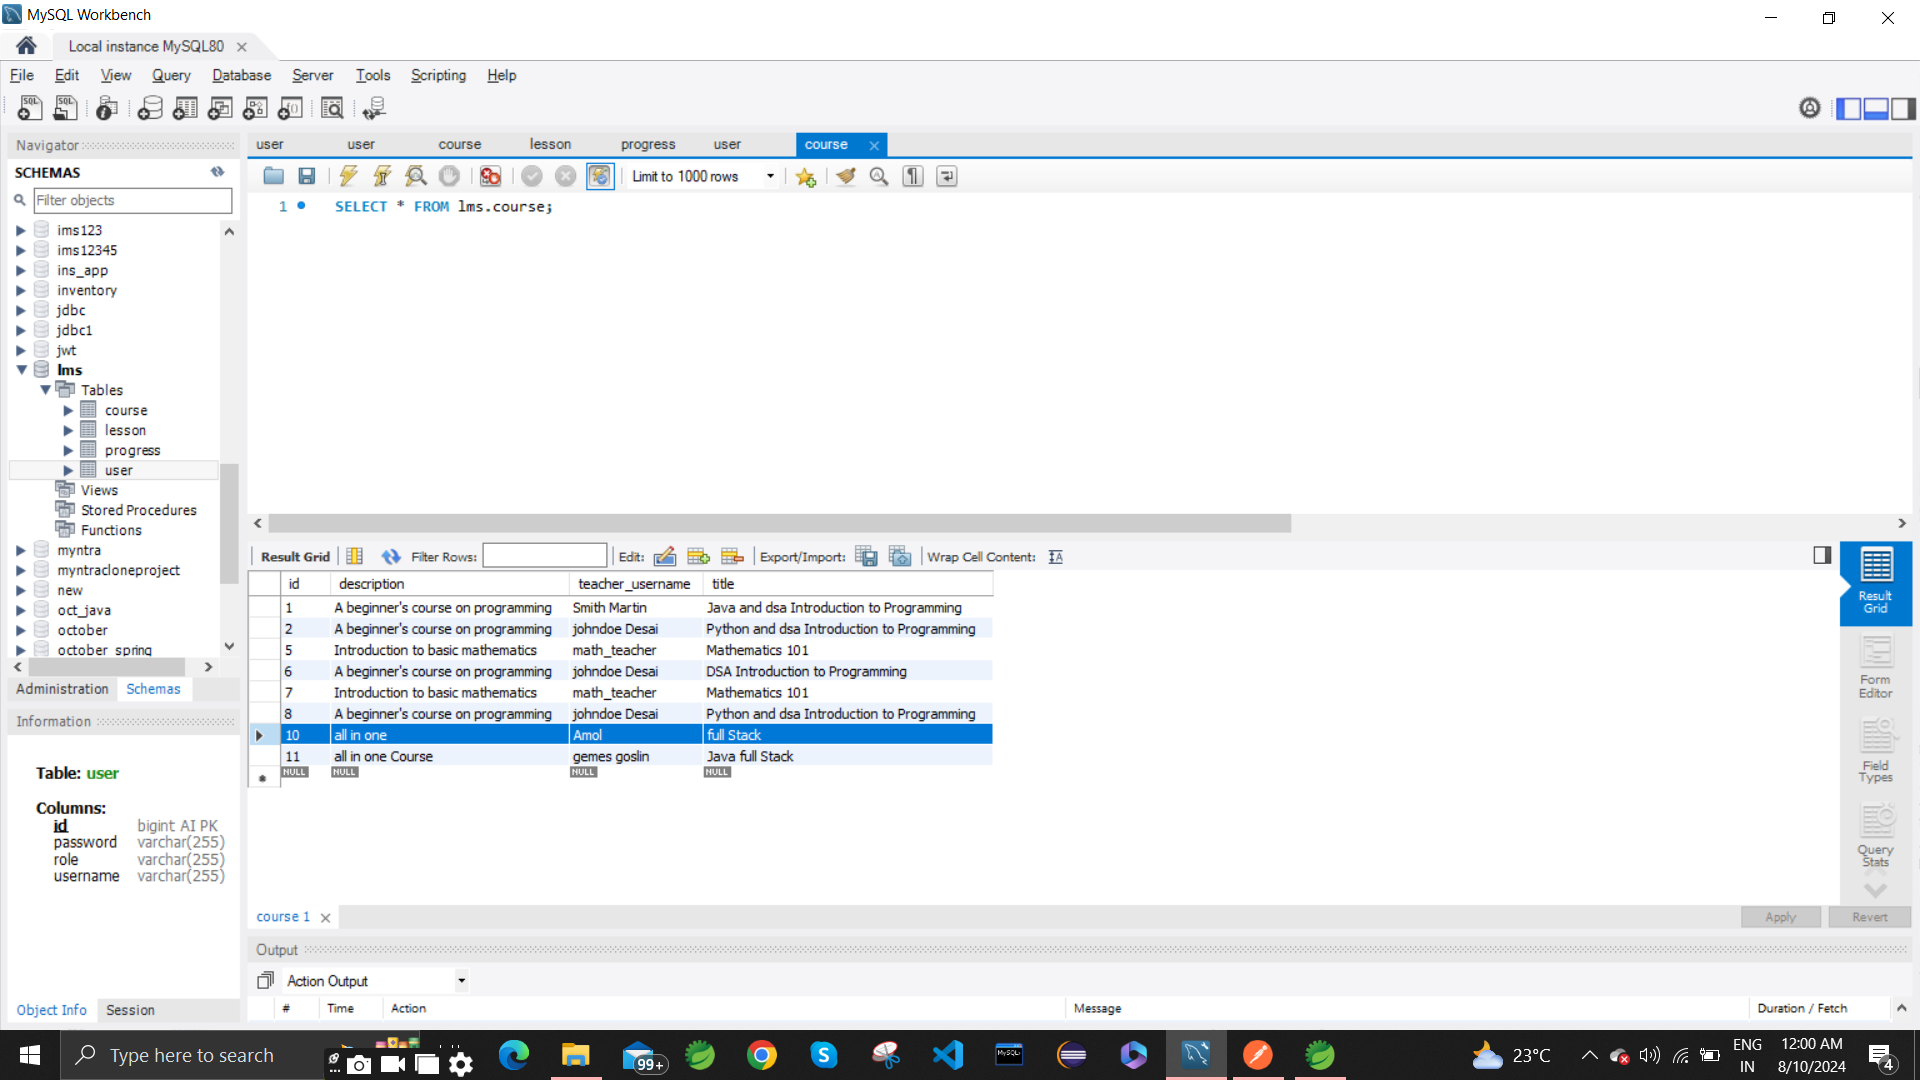 MySQL Workbench
Local instance MySQL80
File Edit View Query Database Server Tools Scripting Help
Navigator
SCHEMAS
Filter objects
ims123
ims12345
ins_app
inventory
jdbc
jdbc1
jwt
lms
Tables
course
lesson
progress
user
Views
Stored Procedures
Functions
myntra
myntracloneproject
new
oct_java
october
october_spring
Administration Schemas
Information
Table: user
Columns:
id bigint AI PK
password varchar(255)
role varchar(255)
username varchar(255)
Object Info Session
user user course lesson progress user course
Limit to 1000 rows
1 SELECT * FROM lms.course;
Result Grid Filter Rows: Edit: Export/Import: Wrap Cell Content:
id description teacher_username title
1 A beginner's course on programming Smith Martin Java and dsa Introduction to Programming
2 A beginner's course on programming johndoe Desai Python and dsa Introduction to Programming
5 Introduction to basic mathematics math_teacher Mathematics 101
6 A beginner's course on programming johndoe Desai DSA Introduction to Programming
7 Introduction to basic mathematics math_teacher Mathematics 101
8 A beginner's course on programming johndoe Desai Python and dsa Introduction to Programming
10 all in one Amol full Stack
11 all in one Course gemes goslin Java full Stack
NULL NULL NULL NULL
Result
Grid
Form
Editor
Field
Types
Query
Stats
course 1
Apply Revert
Output
Action Output
# Time Action Message Duration / Fetch
Type here to search
99+
23°C
ENG
IN
12:00 AM
8/10/2024
4